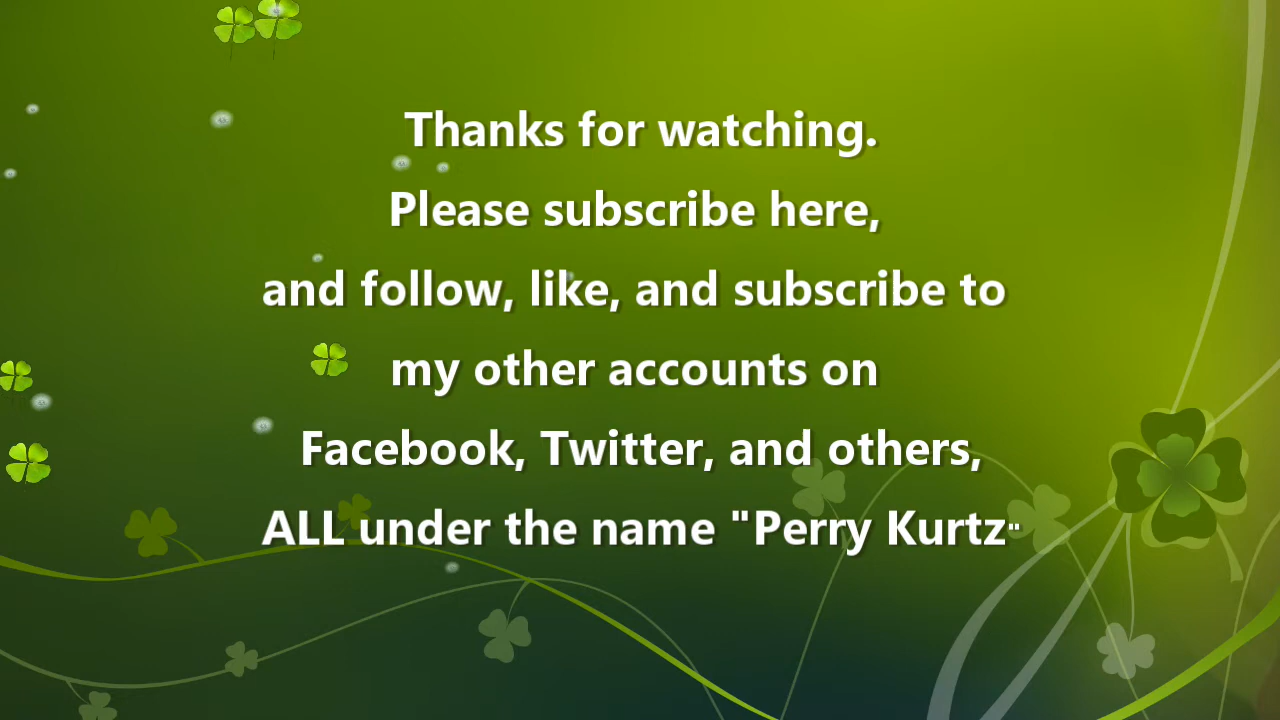 Thanks for watching.
Please subscribe here,
and follow, like, and subscribe to
my other accounts on
Facebook, Twitter, and others,
ALL under the name "Perry Kurtz"